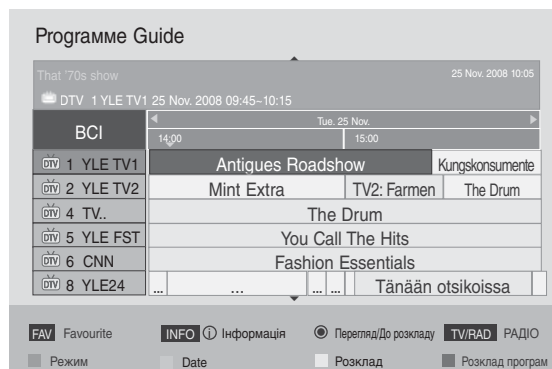 Prograмме Guide
That '70s show 25 Nov. 2008 10:05
DTV 1 YLE TV1 25 Nov. 2008 09:45~10:15
ВСІ Tue. 25 Nov.
14:00 15:00
DTV 1 YLE TV1 Antigues Roadshow Kungskonsumente
DTV 2 YLE TV2 Mint Extra TV2: Farmen The Drum
DTV 4 TV.. The Drum
DTV 5 YLE FST You Call The Hits
DTV 6 CNN Fashion Essentials
DTV 8 YLE24 ... ... ... ... Tänään otsikoissa
FAV Favourite INFO ⓘ Інформація ◉ Перегляд/До розкладу TV/RAD РАДІО
Режим Date Розклад Розклад програм